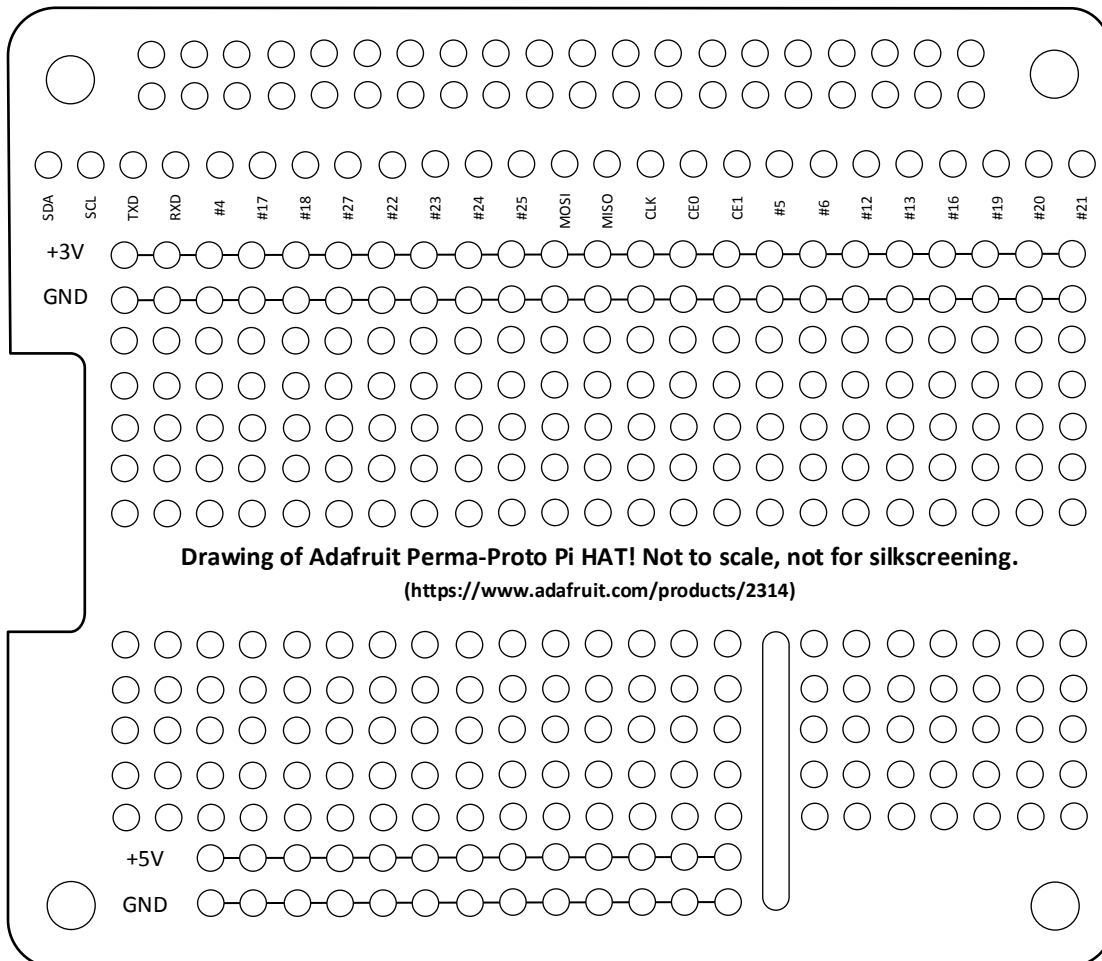 SDA SCL TXD RXD #4 #17 #18 #27 #22 #23 #24 #25 MOSI MISO CLK CE0 CE1 #5 #6 #12 #13 #16 #19 #20 #21
+3V
GND
Drawing of Adafruit Perma-Proto Pi HAT! Not to scale, not for silkscreening.
(https://www.adafruit.com/products/2314)
+5V
GND